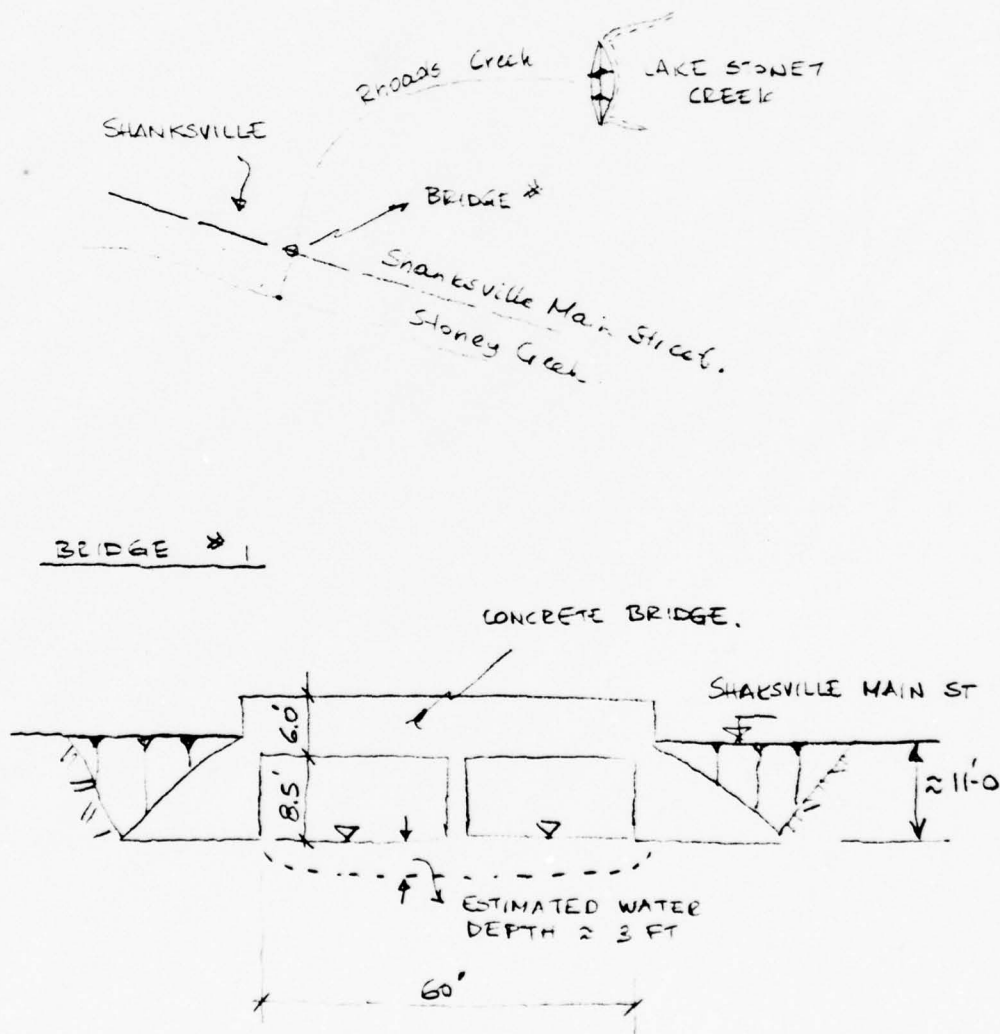 Rhoads Creek
LAKE STONEY
CREEK
SHANKSVILLE
BRIDGE #
Shanksville Main Street.
Stoney Creek
BRIDGE # 1
CONCRETE BRIDGE.
SHAKSVILLE MAIN ST
6.0'
8.5'
≈ 11'-0
ESTIMATED WATER
DEPTH ≈ 3 FT
60'